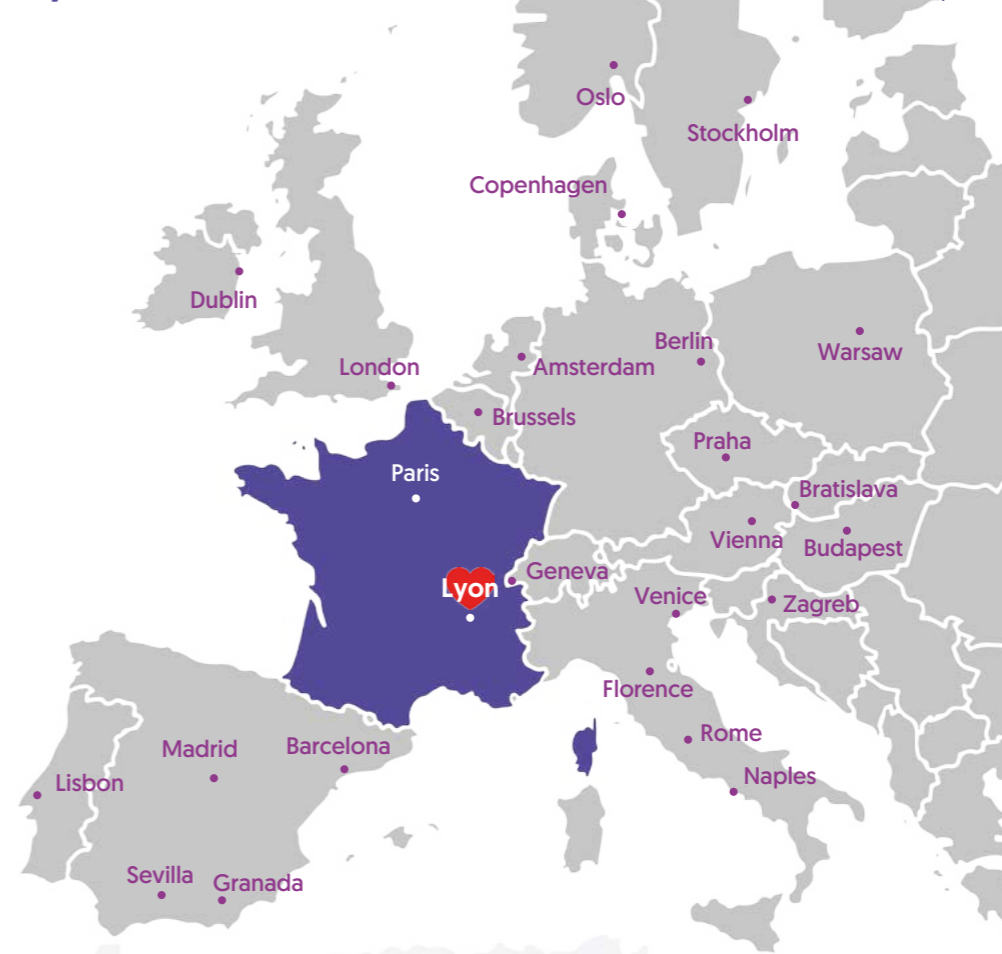 Oslo
Stockholm
Copenhagen
Dublin
London
Amsterdam
Berlin
Warsaw
Brussels
Praha
Paris
Bratislava
Vienna
Budapest
Geneva
Lyon
Venice
Zagreb
Florence
Rome
Madrid
Barcelona
Lisbon
Naples
Sevilla
Granada